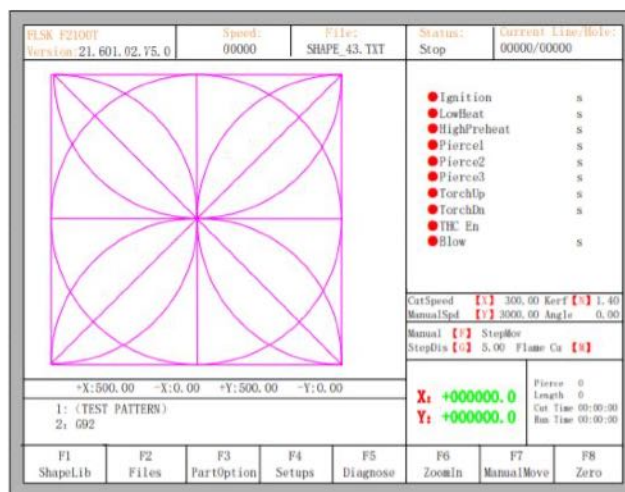 FLSK F2100T
Version:21.601.02.V5.0
Speed:
00000
File:
SHAPE_43.TXT
Status:
Stop
Current Line/Hole:
00000/00000
Ignition s
LowHeat s
HighPreheat s
Pierce1 s
Pierce2 s
Pierce3 s
TorchUp s
TorchDn s
THC En
Blow s
CutSpeed 【X】 300.00 Kerf【N】1.40
ManualSpd 【Y】3000.00 Angle 0.00
Manual 【F】 StepMov
StepDis【G】 5.00 Flame Cu 【M】
+X:500.00 -X:0.00 +Y:500.00 -Y:0.00
1: (TEST PATTERN)
2: G92
X: +000000.0
Y: +000000.0
Pierce 0
Length 0
Cut Time 00:00:00
Run Time 00:00:00
F1 F2 F3 F4 F5 F6 F7 F8
ShapeLib Files PartOption Setups Diagnose ZoomIn ManualMove Zero